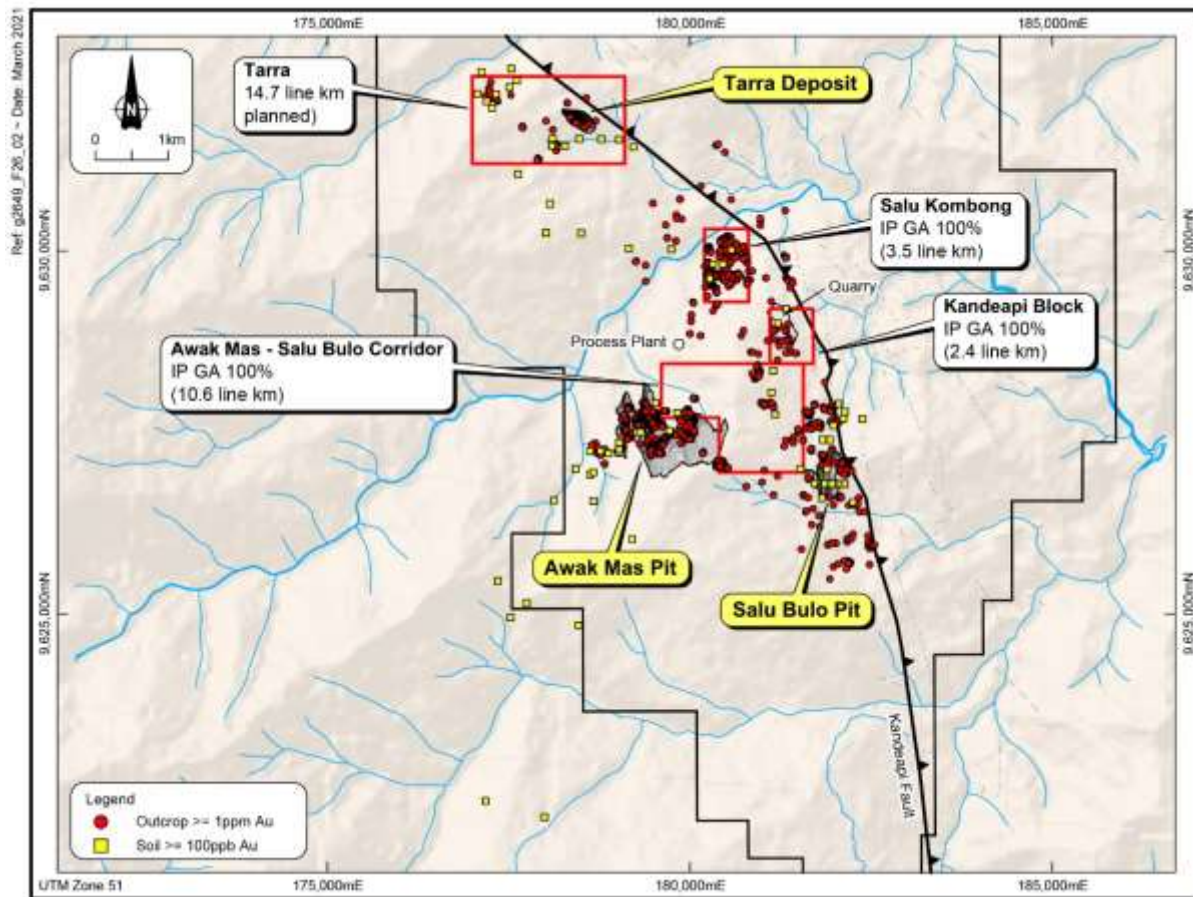 175,000mE
180,000mE
185,000mE
Ref: g2649_F26_02 ~ Date: March 2021
N
0 1km
Tarra
14.7 line km
planned)
Tarra Deposit
Salu Kombong
IP GA 100%
(3.5 line km)
9,630,000mN
9,630,000mN
Quarry
Kandeapi Block
IP GA 100%
(2.4 line km)
Process Plant
Awak Mas - Salu Bulo Corridor
IP GA 100%
(10.6 line km)
Awak Mas Pit
Salu Bulo Pit
9,625,000mN
9,625,000mN
Kandeapi Fault
Legend
Outcrop >= 1ppm Au
Soil >= 100ppb Au
UTM Zone 51
175,000mE
180,000mE
185,000mE